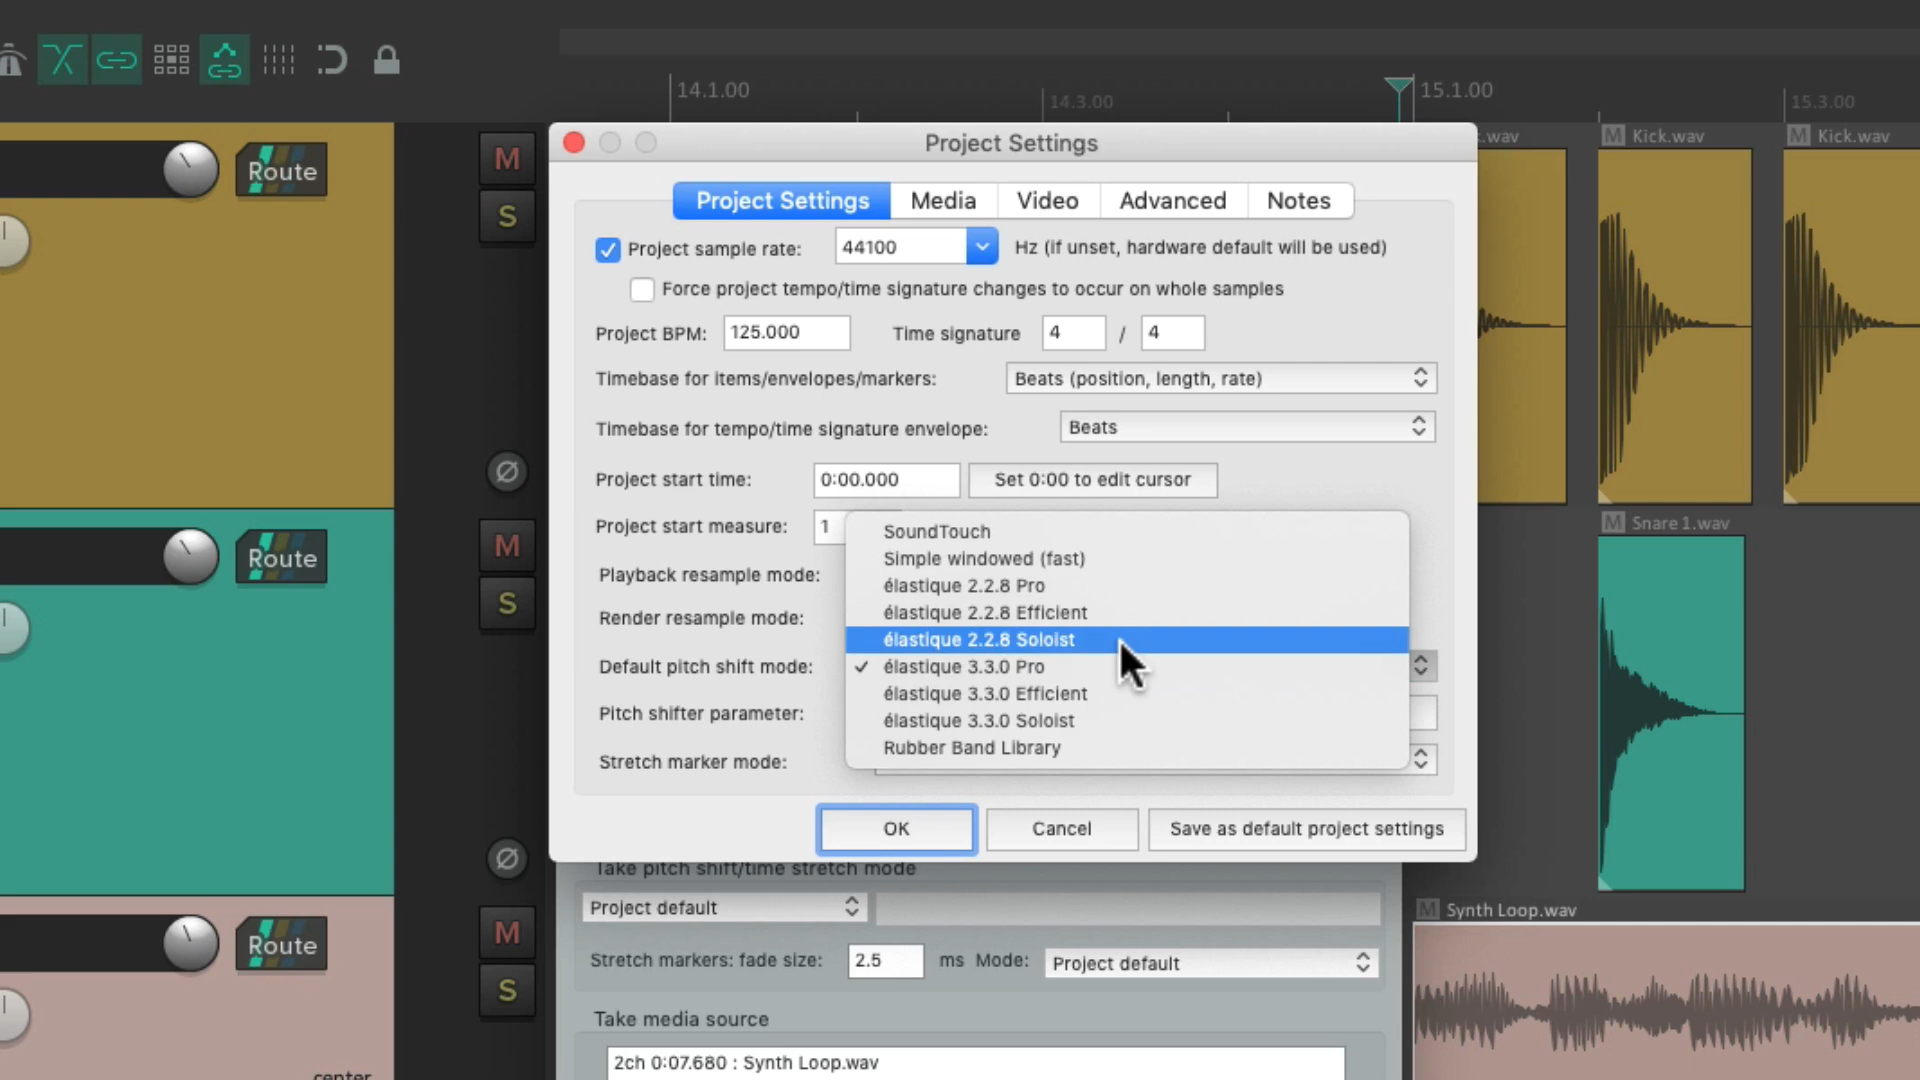 14.1.00
14.3.00
15.1.00
15.3.00
Project Settings
.wav
M Kick.wav
M Kick.wav
Route
M
S
Project Settings Media Video Advanced Notes
Project sample rate: 44100 Hz (if unset, hardware default will be used)
Force project tempo/time signature changes to occur on whole samples
Project BPM: 125.000 Time signature 4 / 4
Timebase for items/envelopes/markers: Beats (position, length, rate)
Timebase for tempo/time signature envelope: Beats
Project start time: 0:00.000 Set 0:00 to edit cursor
Project start measure: 1
Playback resample mode:
Render resample mode:
Default pitch shift mode:
Pitch shifter parameter:
Stretch marker mode:
SoundTouch
Simple windowed (fast)
élastique 2.2.8 Pro
élastique 2.2.8 Efficient
élastique 2.2.8 Soloist
✓ élastique 3.3.0 Pro
élastique 3.3.0 Efficient
élastique 3.3.0 Soloist
Rubber Band Library
OK Cancel Save as default project settings
Route
M
S
M Snare 1.wav
Take pitch shift/time stretch mode
Project default
Stretch markers: fade size: 2.5 ms Mode: Project default
Take media source
2ch 0:07.680 : Synth Loop.wav
Route
M
S
M Synth Loop.wav
center